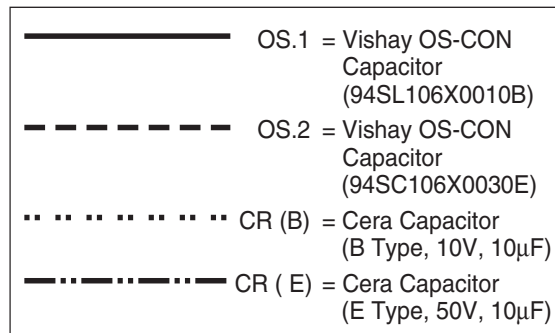 OS.1 = Vishay OS-CON
Capacitor
(94SL106X0010B)
OS.2 = Vishay OS-CON
Capacitor
(94SC106X0030E)
CR (B) = Cera Capacitor
(B Type, 10V, 10μF)
CR ( E) = Cera Capacitor
(E Type, 50V, 10μF)